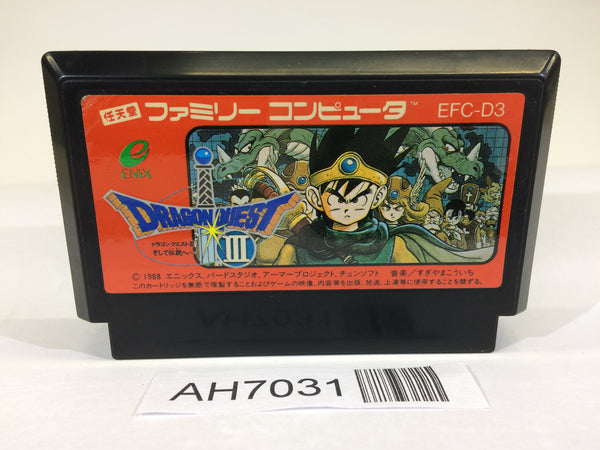 任天堂 ファミリー コンピュータ™ EFC-D3
ENIX
DRAGON QUEST
III
ドラゴンクエストIII
そして伝説へ…
© 1988 エニックス、バードスタジオ、アーマープロジェクト、チュンソフト 音楽/すぎやまこういち
このカートリッジを無断で複製することおよびゲームの映像、内容等を出版、放送、上演等に使用することを禁ずる。
AH7031
AH7031